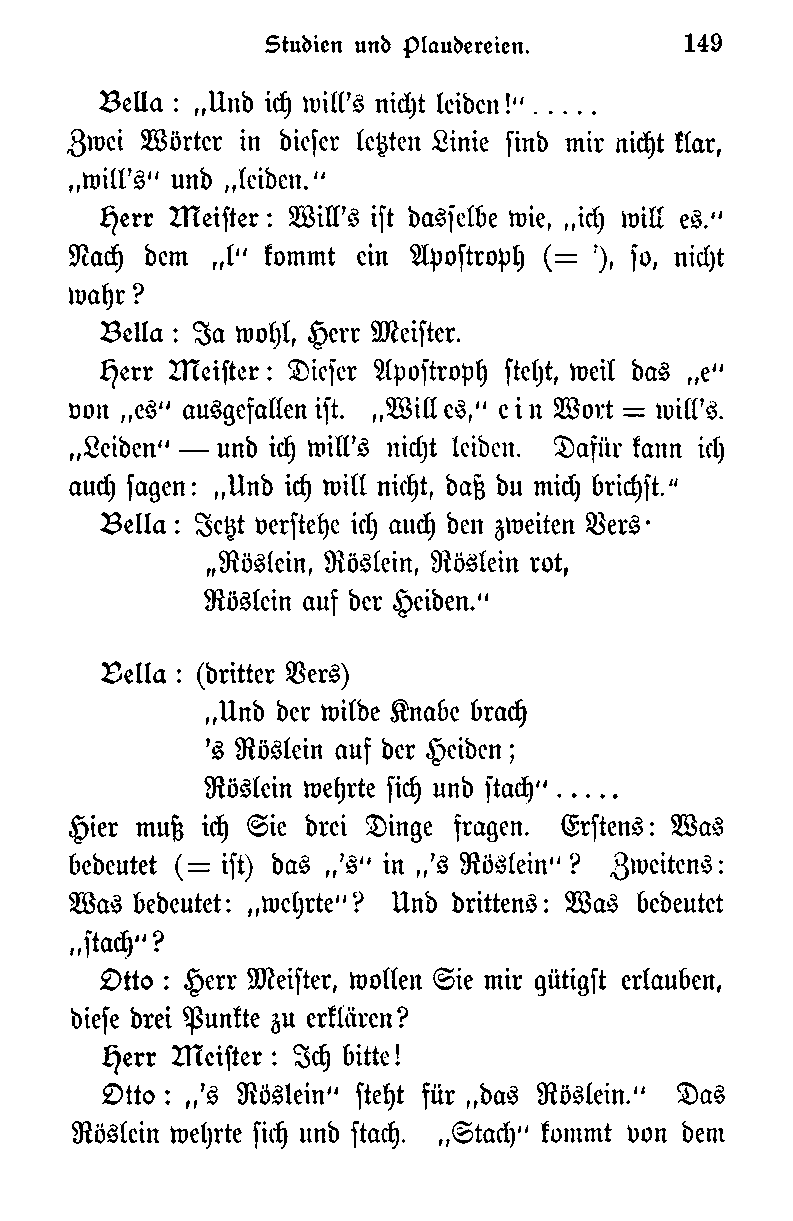 Studien und Plaudereien. 149
Bella : „Und ich will's nicht leiden!“ . . . . .
Zwei Wörter in dieser letzten Linie sind mir nicht klar,
„will's“ und „leiden.“
Herr Meister : Will's ist dasselbe wie, „ich will es.“
Nach dem „l“ kommt ein Apostroph (= '), so, nicht
wahr ?
Bella : Ja wohl, Herr Meister.
Herr Meister : Dieser Apostroph steht, weil das „e“
von „es“ ausgefallen ist. „Will es,“ ein Wort = will's.
„Leiden“ — und ich will's nicht leiden. Dafür kann ich
auch sagen: „Und ich will nicht, daß du mich brichst.“
Bella : Jetzt verstehe ich auch den zweiten Vers·
„Röslein, Röslein, Röslein rot,
Röslein auf der Heiden.“
Bella : (dritter Vers)
„Und der wilde Knabe brach
's Röslein auf der Heiden ;
Röslein wehrte sich und stach“ . . . . .
Hier muß ich Sie drei Dinge fragen. Erstens: Was
bedeutet (= ist) das „'s“ in „'s Röslein“ ? Zweitens:
Was bedeutet: „wehrte“? Und drittens: Was bedeutet
„stach“?
Otto : Herr Meister, wollen Sie mir gütigst erlauben,
diese drei Punkte zu erklären?
Herr Meister : Ich bitte!
Otto : „'s Röslein“ steht für „das Röslein.“ Das
Röslein wehrte sich und stach. „Stach“ kommt von dem